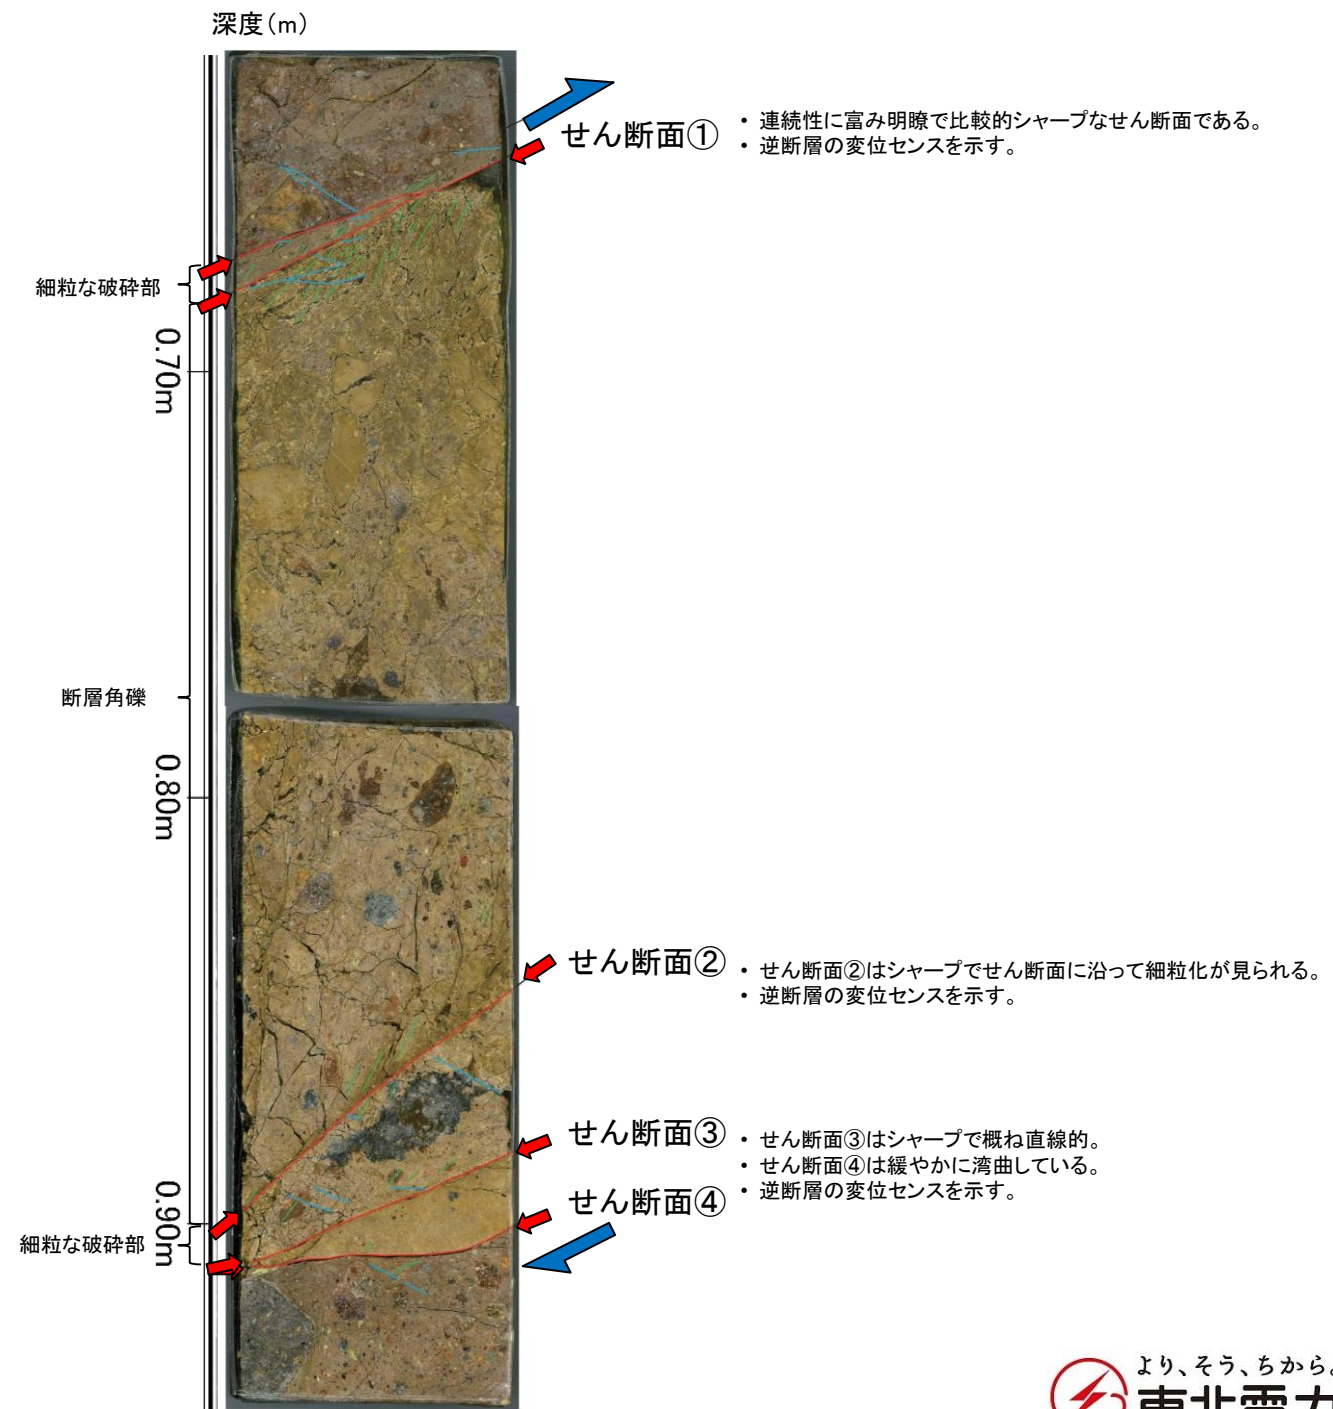 深度(m)
せん断面①
・ 連続性に富み明瞭で比較的シャープなせん断面である。
・ 逆断層の変位センスを示す。
細粒な破砕部
0.70m
断層角礫
0.80m
せん断面②
・ せん断面②はシャープでせん断面に沿って細粒化が見られる。
・ 逆断層の変位センスを示す。
せん断面③
・ せん断面③はシャープで概ね直線的。
・ せん断面④は緩やかに湾曲している。
・ 逆断層の変位センスを示す。
せん断面④
0.90m
細粒な破砕部
より、そう、ちから。
東北電力